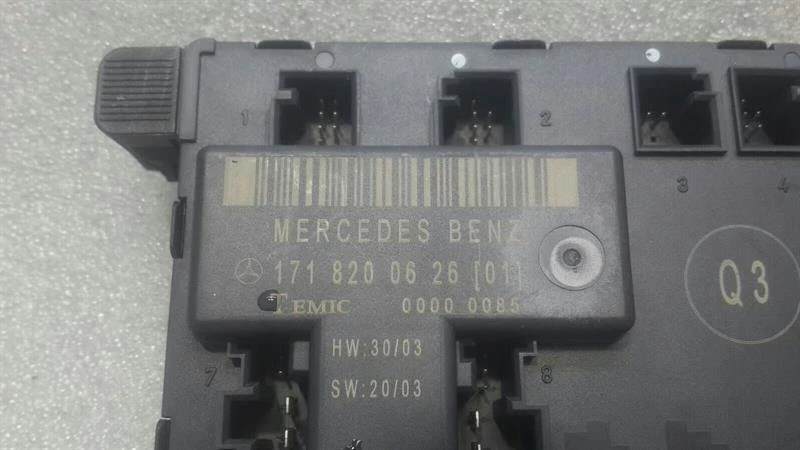 1
2
3
4
MERCEDES BENZ
171 820 06 26 [01]
TEMIC 0000 0085
Q3
HW:30/03
SW:20/03
7
8